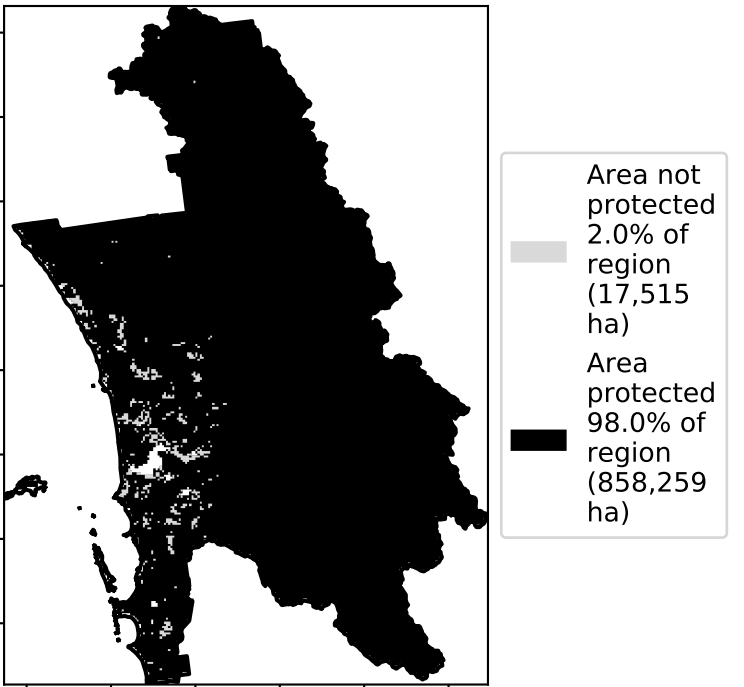 Area not
protected
2.0% of
region
(17,515
ha)
Area
protected
98.0% of
region
(858,259
ha)